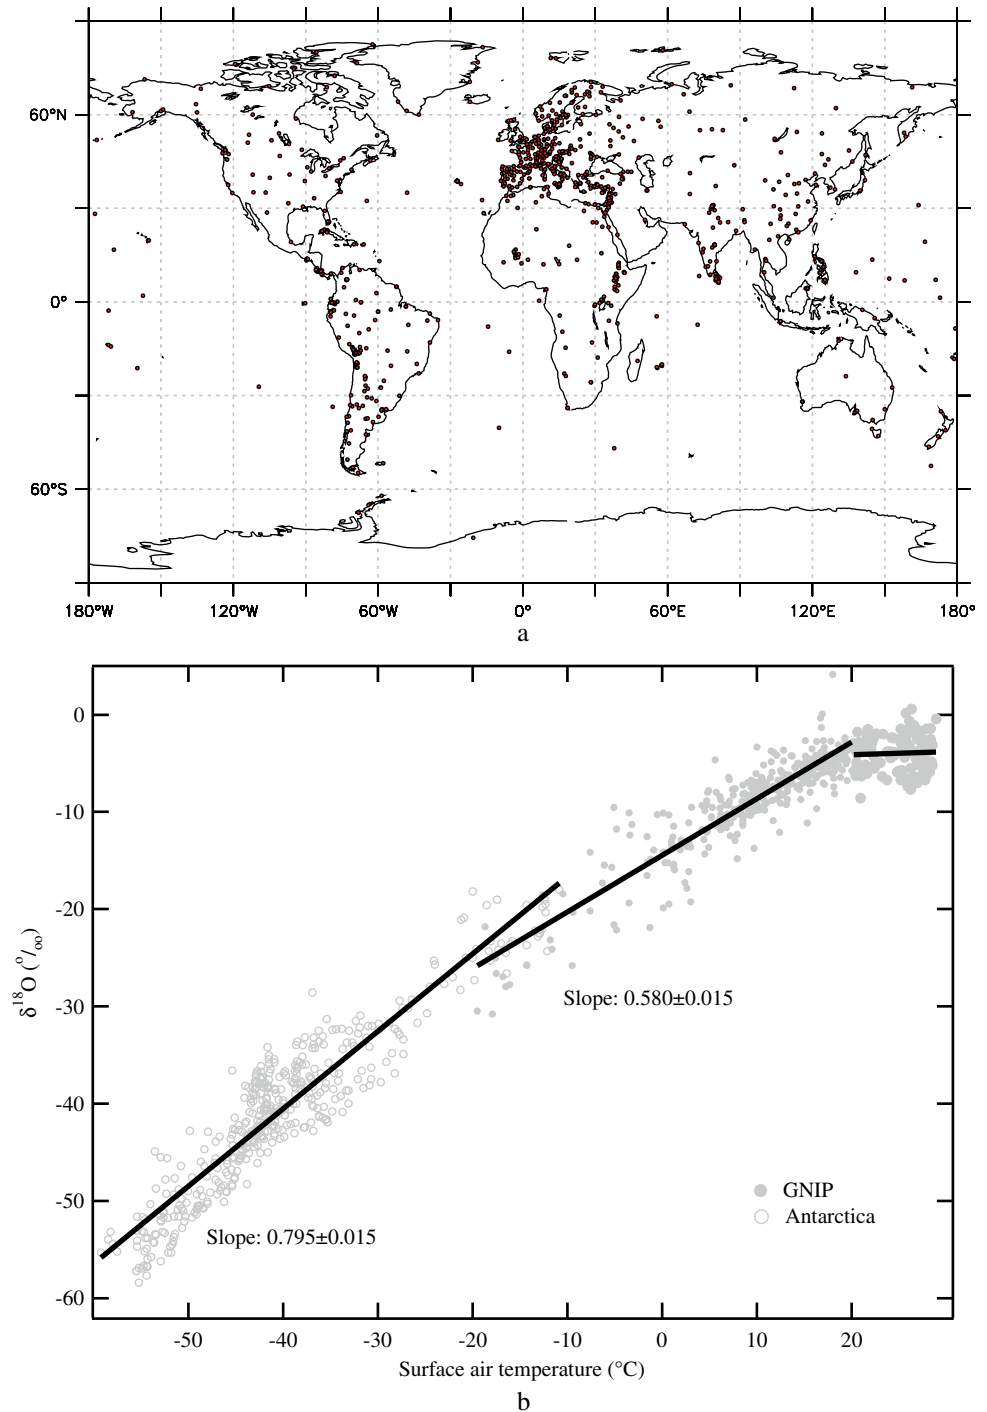 60°N
0°
60°S
180°W 120°W 60°W 0° 60°E 120°E 180°
a
0
-10
-20
-30
-40
-50
-60
δ18O (o/oo)
Slope: 0.580±0.015
GNIP
Antarctica
Slope: 0.795±0.015
-50 -40 -30 -20 -10 0 10 20
Surface air temperature (°C)
b